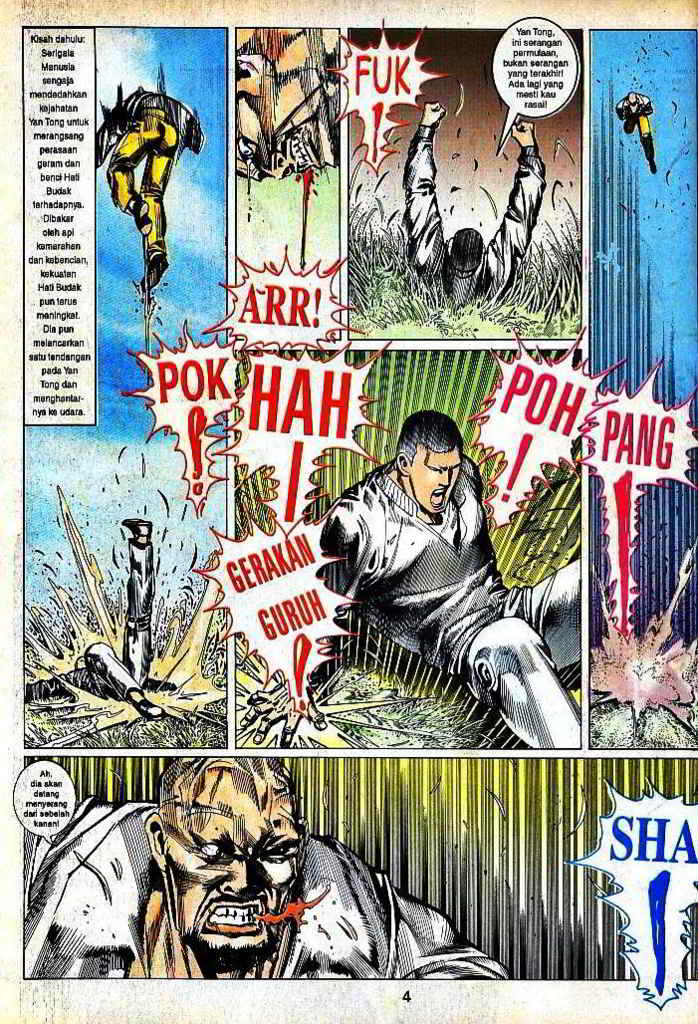 Kisah dahulu:
Serigala
Manusia
sengaja
mendedahkan
kejahatan
Yan Tong untuk
merangsang
perasaan
geram dan
benci Hati
Budak
terhadapnya.
Dibakar
oleh api
kemarahan
dan kebencian,
kekuatan
Hati Budak
pun terus
meningkat.
Dia pun
melancarkan
satu tendangan
pada Yan
Tong dan
menghantar-
nya ke udara.
ARR!
FUK
!
Yan Tong,
ini serangan
permulaan,
bukan serangan
yang terakhir!
Ada lagi yang
mesti kau
rasai!
POK
!
HAH
!
GERAKAN
GURUH
!
POH
!
PANG
!
Ah,
dia akan
datang
menyerang
dari sebelah
kanan!
SHA
!
4